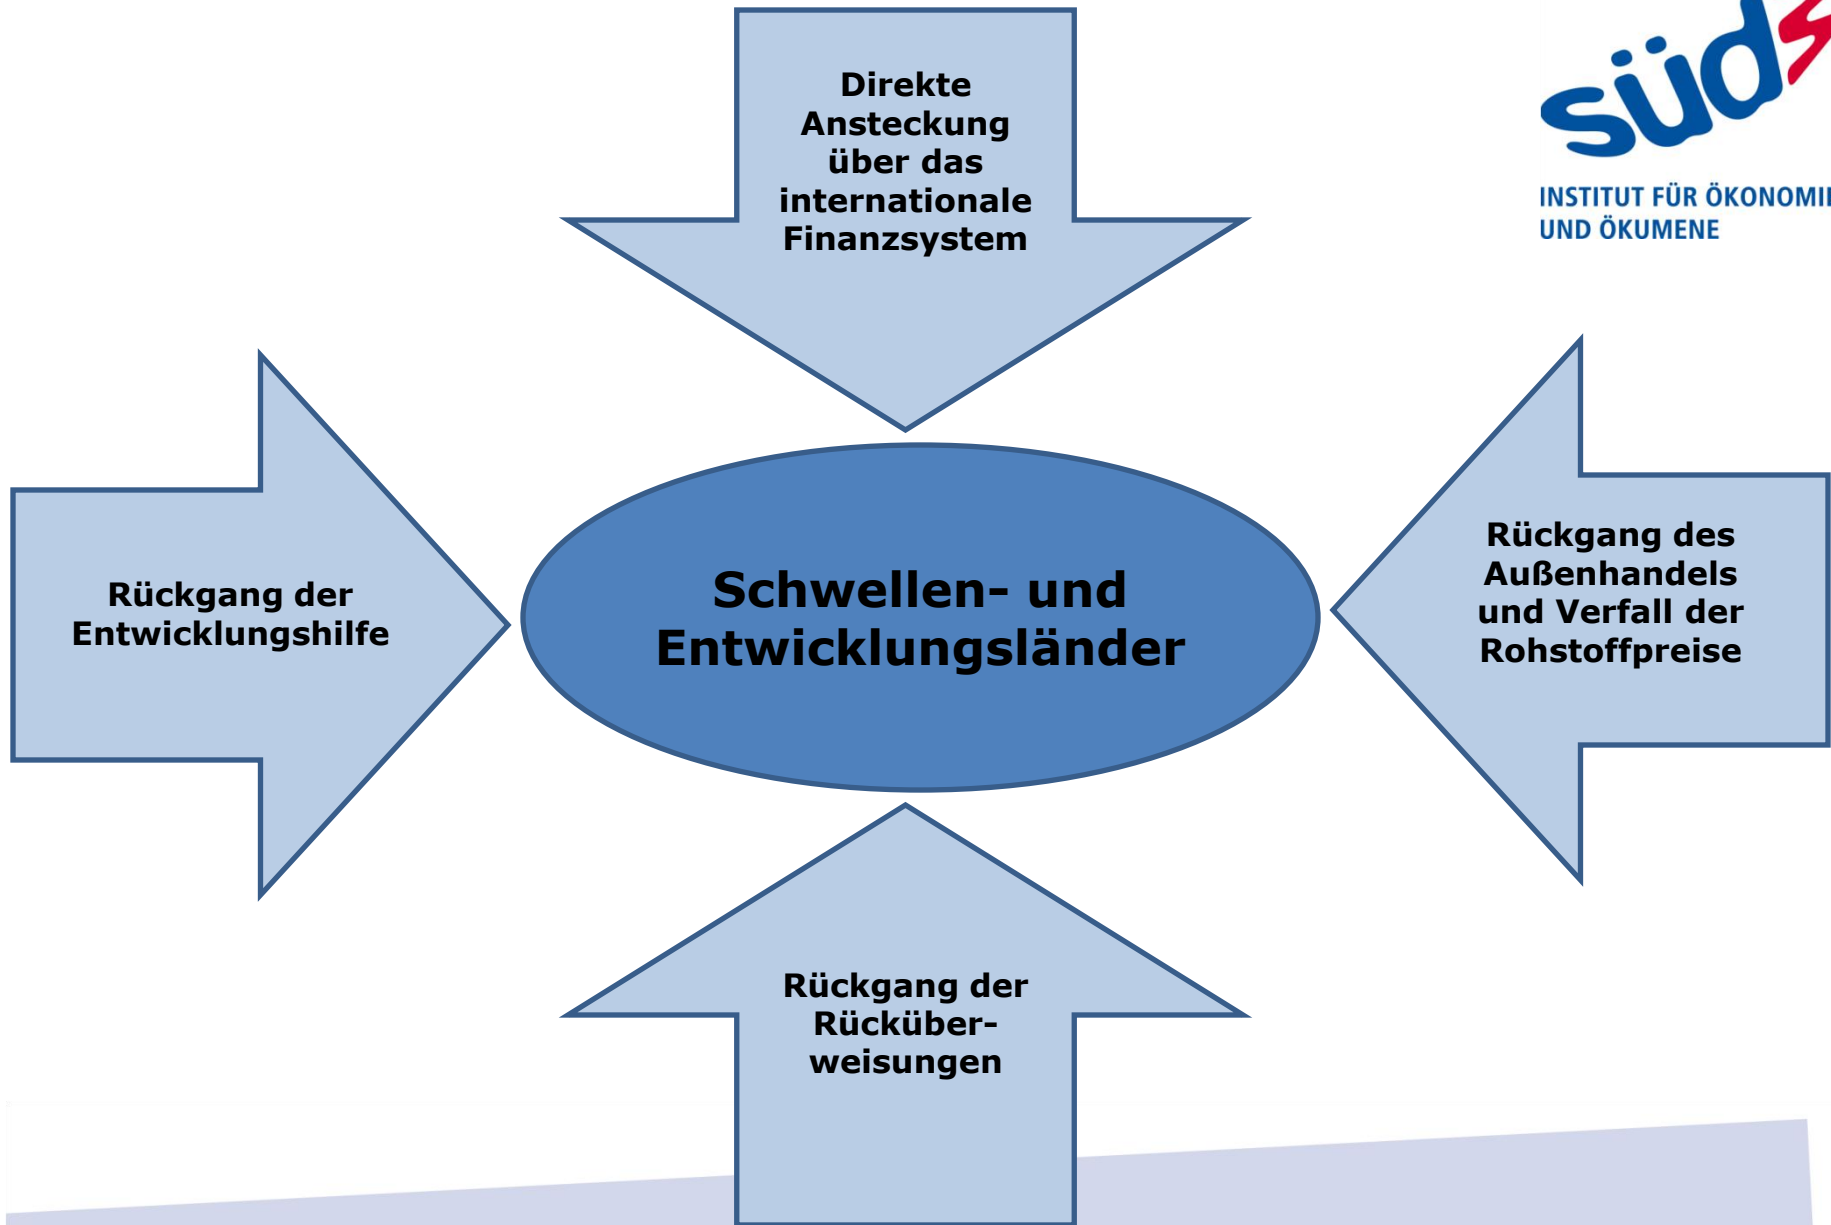 Direkte
Ansteckung
über das
internationale
Finanzsystem
süd
INSTITUT FÜR ÖKONOMI
UND ÖKUMENE
Rückgang der
Entwicklungshilfe
Schwellen- und
Entwicklungsländer
Rückgang des
Außenhandels
und Verfall der
Rohstoffpreise
Rückgang der
Rücküber-
weisungen